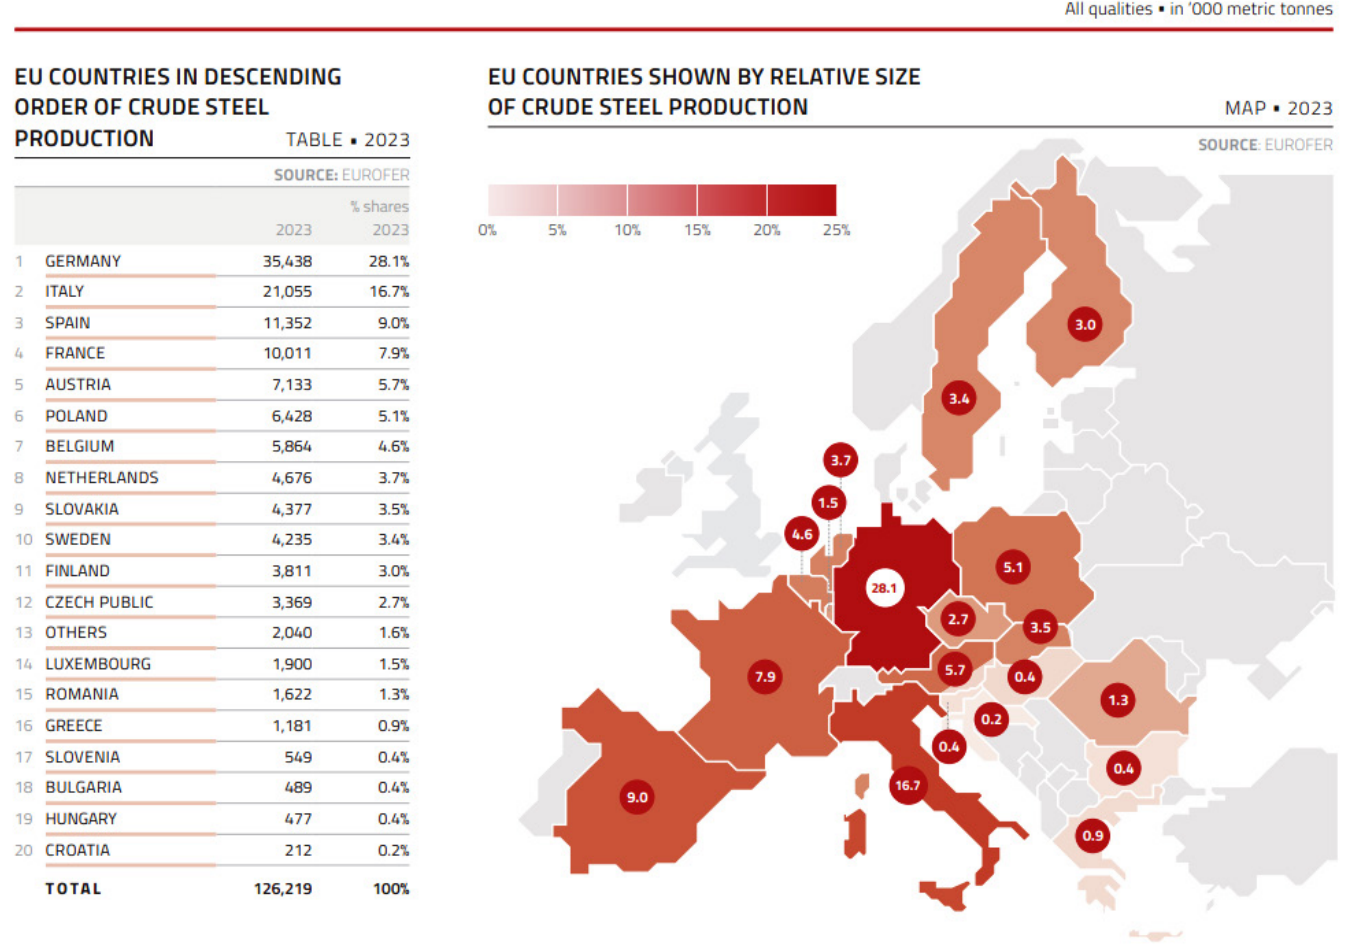 All qualities ▪ in '000 metric tonnes
EU COUNTRIES IN DESCENDING
ORDER OF CRUDE STEEL
PRODUCTION TABLE ▪ 2023
SOURCE: EUROFER
% shares
2023 2023
1 GERMANY 35,438 28.1%
2 ITALY 21,055 16.7%
3 SPAIN 11,352 9.0%
4 FRANCE 10,011 7.9%
5 AUSTRIA 7,133 5.7%
6 POLAND 6,428 5.1%
7 BELGIUM 5,864 4.6%
8 NETHERLANDS 4,676 3.7%
9 SLOVAKIA 4,377 3.5%
10 SWEDEN 4,235 3.4%
11 FINLAND 3,811 3.0%
12 CZECH PUBLIC 3,369 2.7%
13 OTHERS 2,040 1.6%
14 LUXEMBOURG 1,900 1.5%
15 ROMANIA 1,622 1.3%
16 GREECE 1,181 0.9%
17 SLOVENIA 549 0.4%
18 BULGARIA 489 0.4%
19 HUNGARY 477 0.4%
20 CROATIA 212 0.2%
TOTAL 126,219 100%
EU COUNTRIES SHOWN BY RELATIVE SIZE
OF CRUDE STEEL PRODUCTION MAP ▪ 2023
SOURCE: EUROFER
0% 5% 10% 15% 20% 25%
3.0
3.4
3.7
1.5
4.6
5.1
28.1
2.7
3.5
5.7
7.9
0.4
1.3
0.2
0.4
0.4
16.7
9.0
0.9